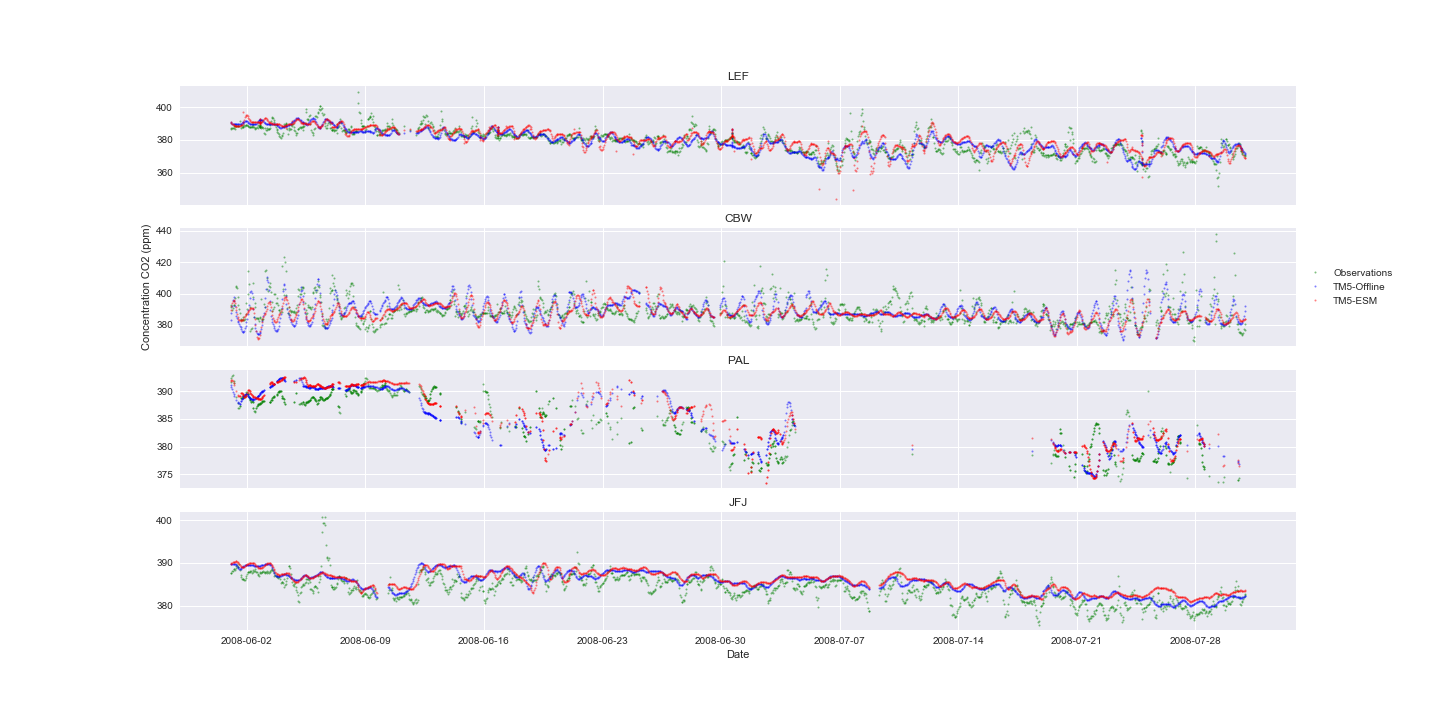 LEF
400
380
360
CBW
440
420
400
380
Concentration CO2 (ppm)
Observations
TM5-Offline
TM5-ESM
PAL
390
385
380
375
JFJ
400
390
380
2008-06-02 2008-06-09 2008-06-16 2008-06-23 2008-06-30 2008-07-07 2008-07-14 2008-07-21 2008-07-28
Date